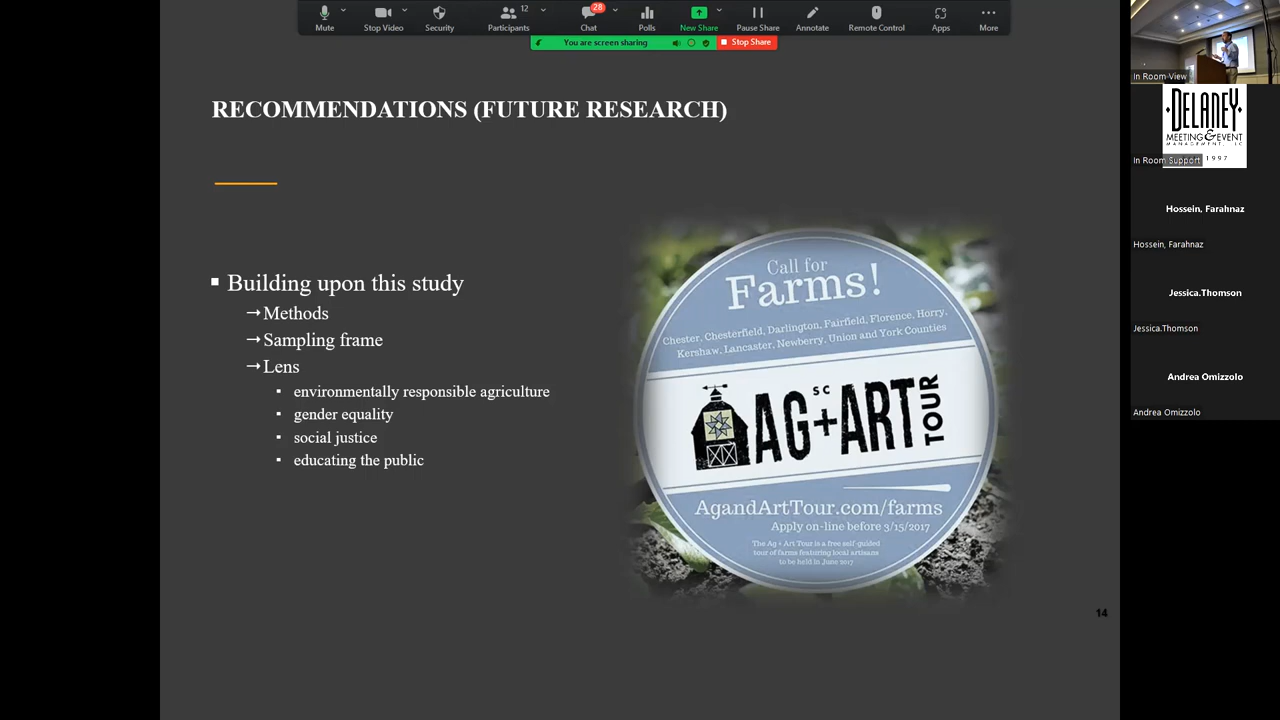 12
28
Mute
Stop Video
Security
Participants
Chat
Polls
New Share
Pause Share
Annotate
Remote Control
Apps
More
You are screen sharing
Stop Share
RECOMMENDATIONS (FUTURE RESEARCH)
▪ Building upon this study
→Methods
→Sampling frame
→Lens
▪ environmentally responsible agriculture
▪ gender equality
▪ social justice
▪ educating the public
Call for
Farms!
Chester, Chesterfield, Darlington, Fairfield, Florence, Horry,
Kershaw, Lancaster, Newberry, Union and York Counties
SC
AG+ART
TOUR
AgandArtTour.com/farms
Apply on-line before 3/15/2017
The Ag + Art Tour is a free self-guided
tour of farms featuring local artisans
to be held in June 2017
14
In Room View
DELANEY
MEETING & EVENT
MANAGEMENT, LLC
1997
In Room Support
Hossein, Farahnaz
Hossein, Farahnaz
Jessica.Thomson
Jessica.Thomson
Andrea Omizzolo
Andrea Omizzolo